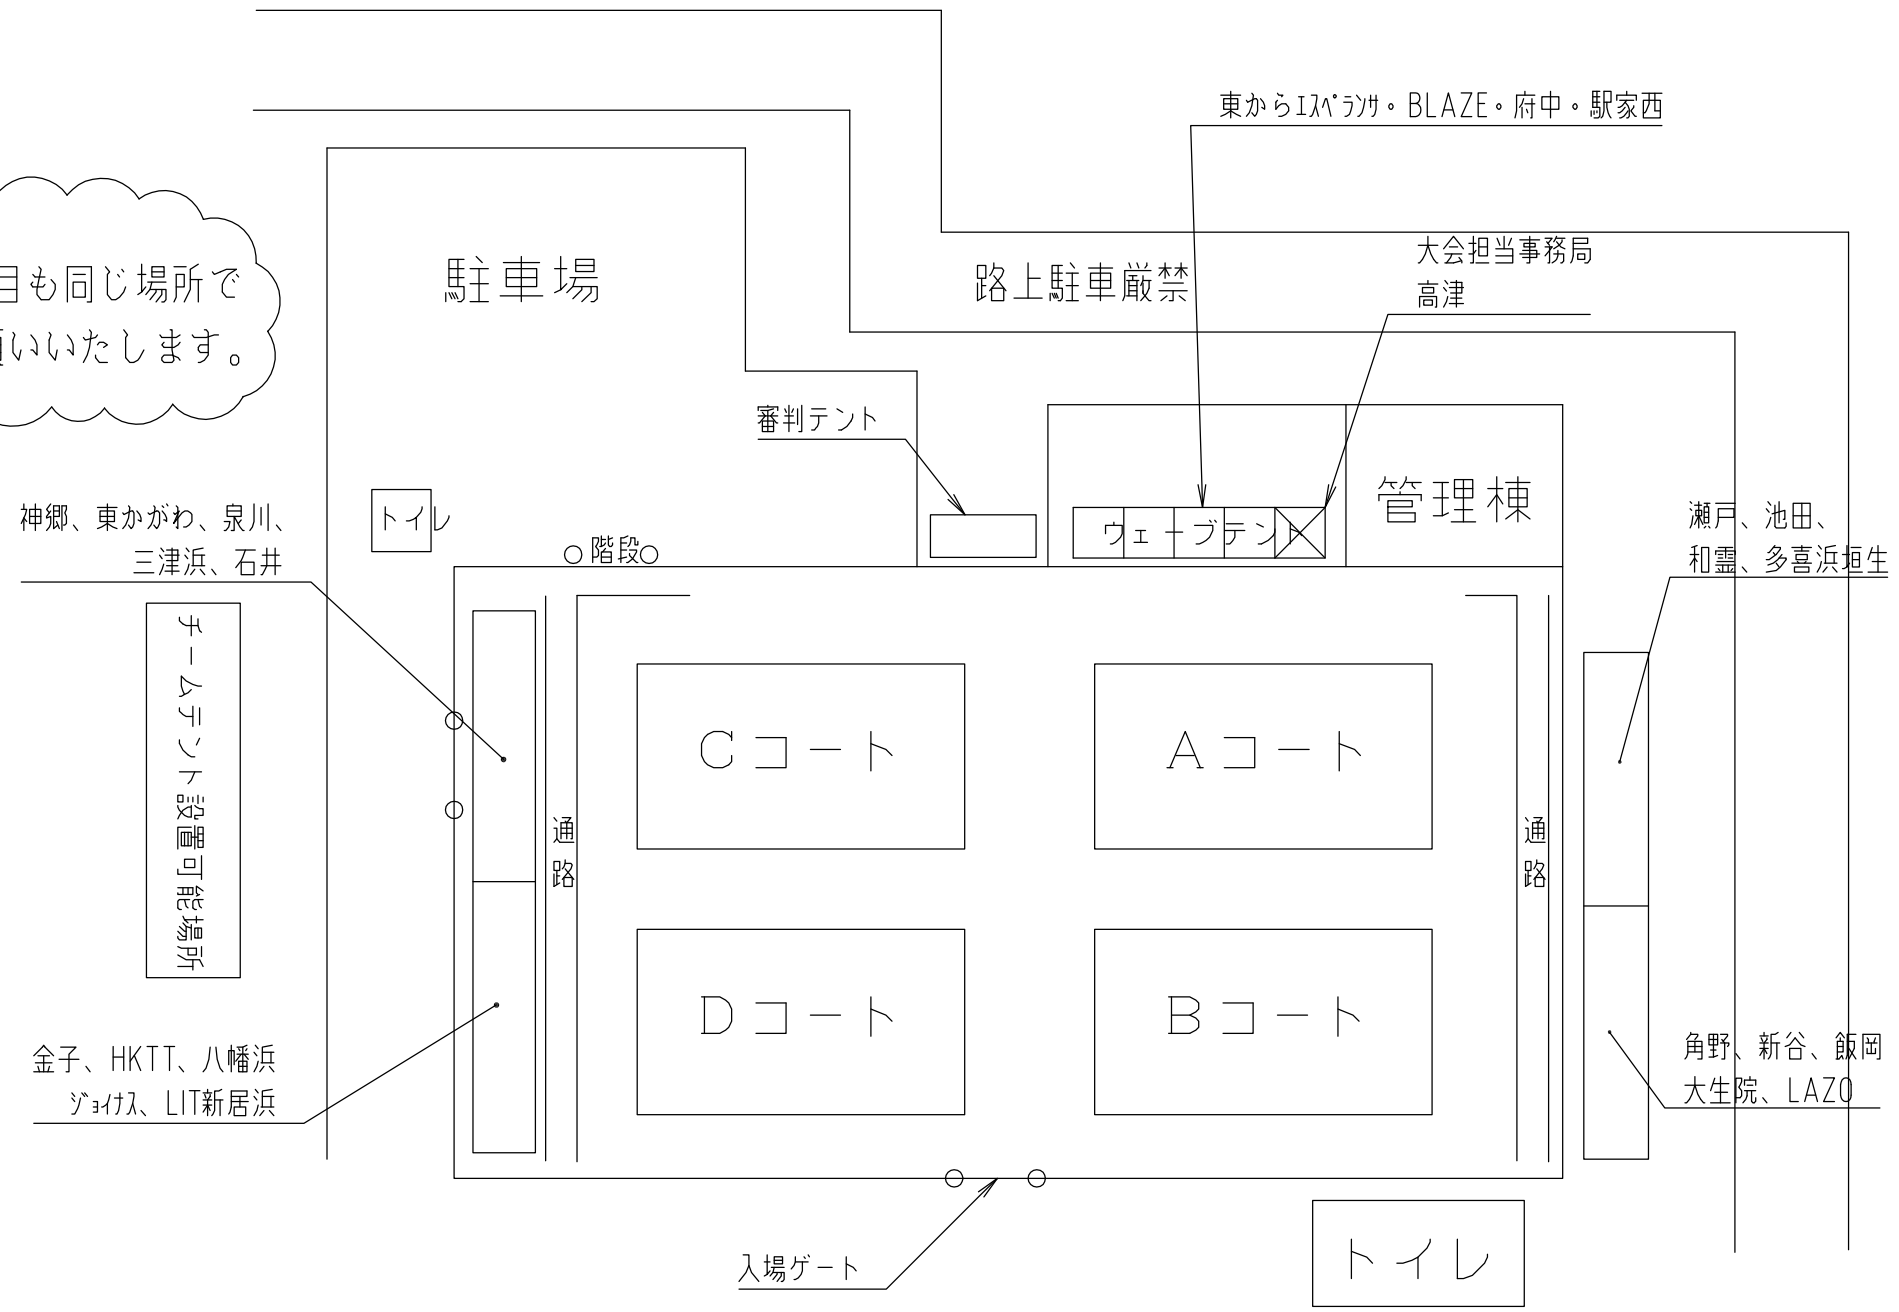 東からｴｽﾍﾟﾗﾝｻ・BLAZE・府中・駅家西
大会担当事務局
高津
目も同じ場所で
願いいたします。
駐車場
路上駐車厳禁
審判テント
管理棟
ウェーブテント
トイレ
階段
神郷、東かがわ、泉川、
三津浜、石井
瀬戸、池田、
和霊、多喜浜垣生
チームテント設置可能場所
Cコート
Aコート
通路
通路
Dコート
Bコート
金子、HKTT、八幡浜
ｼﾞｮｲﾅｽ、LIT新居浜
角野、新谷、飯岡
大生院、LAZO
入場ゲート
トイレ